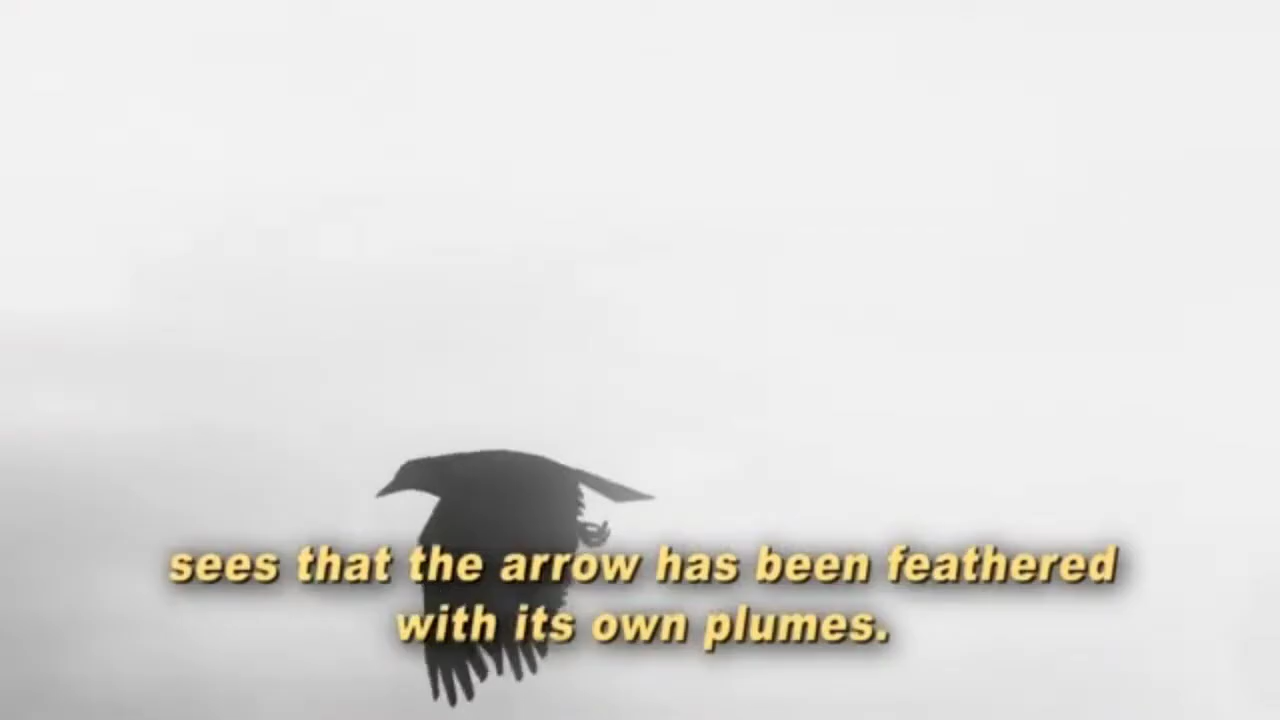 sees that the arrow has been feathered
with its own plumes.